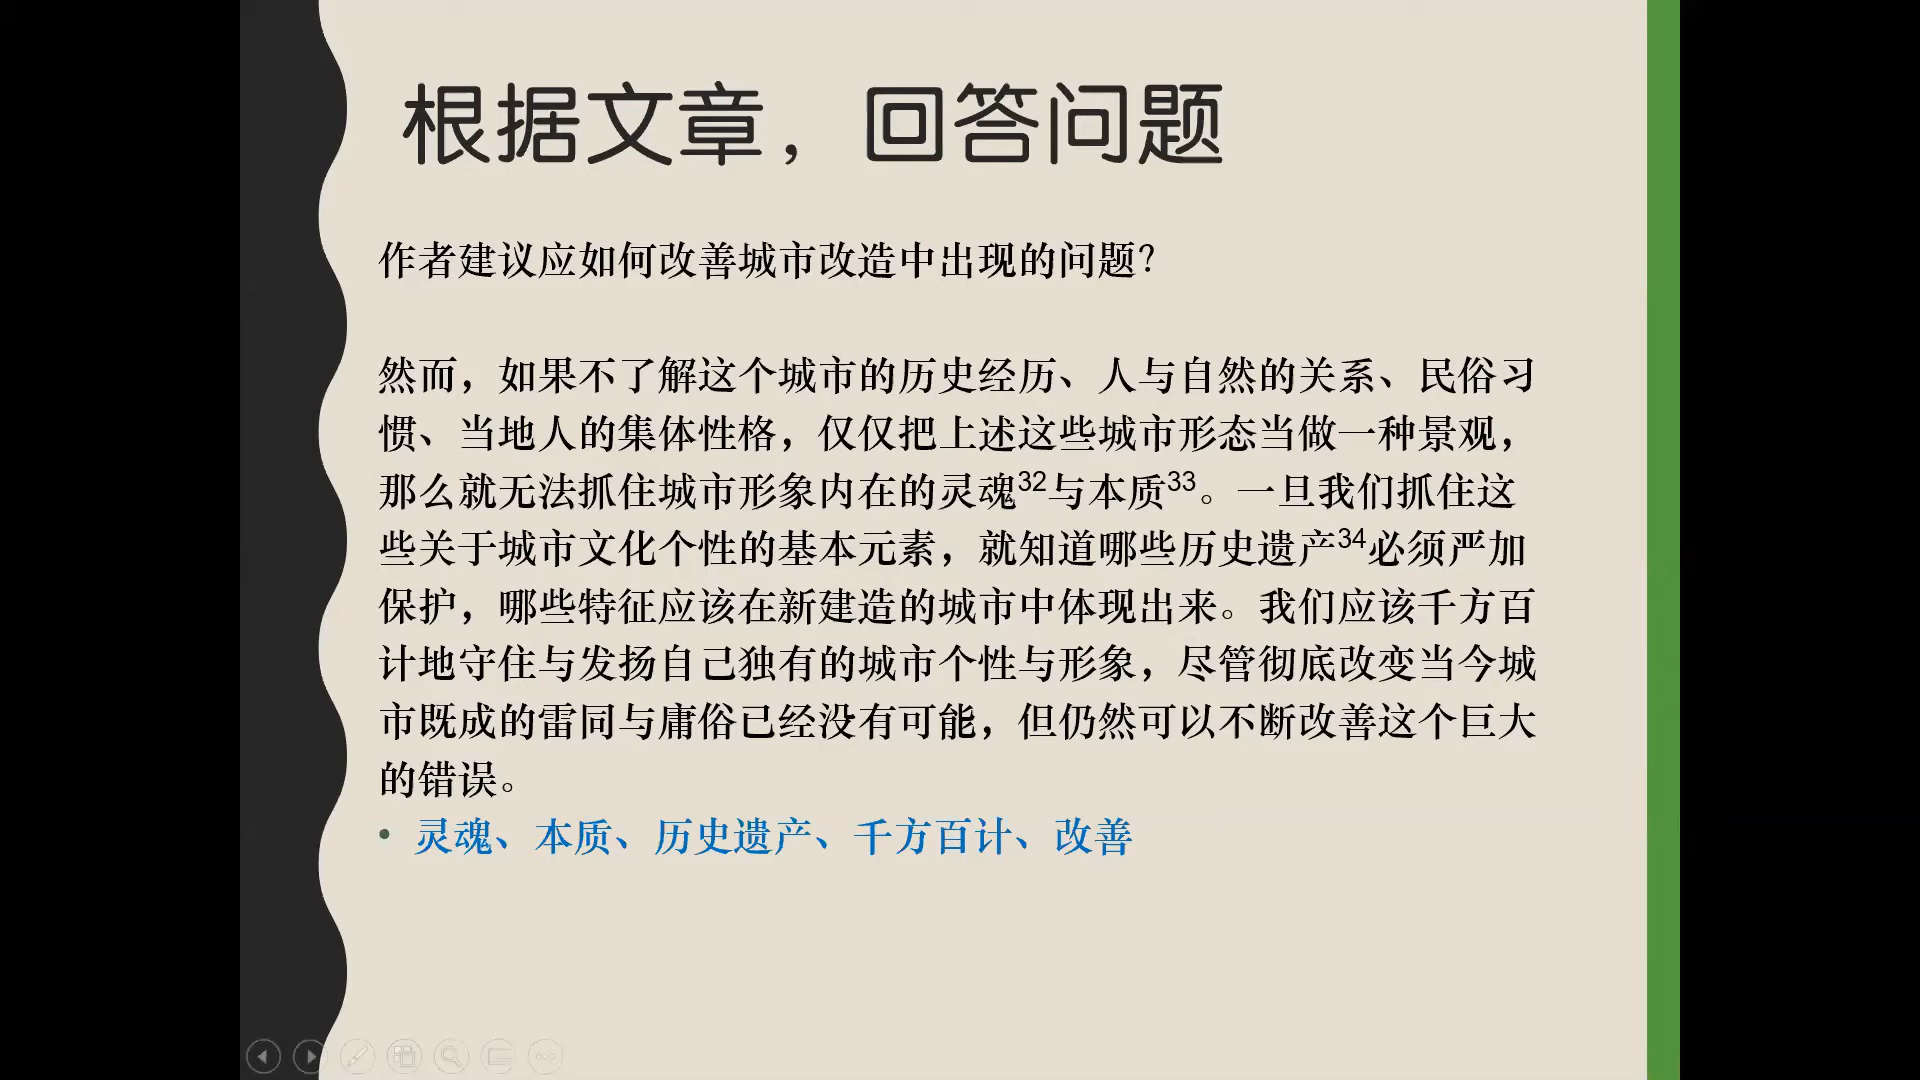 根据文章，回答问题
作者建议应如何改善城市改造中出现的问题？
然而，如果不了解这个城市的历史经历、人与自然的关系、民俗习
惯、当地人的集体性格，仅仅把上述这些城市形态当做一种景观，
那么就无法抓住城市形象内在的灵魂32与本质33。一旦我们抓住这
些关于城市文化个性的基本元素，就知道哪些历史遗产34必须严加
保护，哪些特征应该在新建造的城市中体现出来。我们应该千方百
计地守住与发扬自己独有的城市个性与形象，尽管彻底改变当今城
市既成的雷同与庸俗已经没有可能，但仍然可以不断改善这个巨大
的错误。
• 灵魂、本质、历史遗产、千方百计、改善